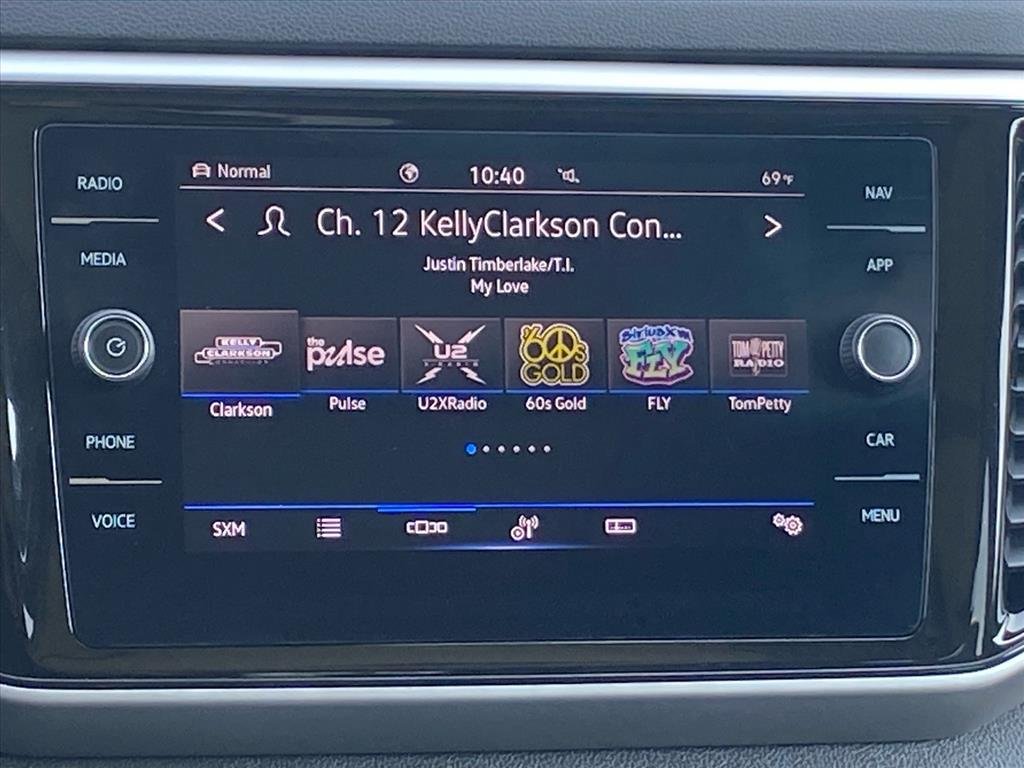 RADIO
MEDIA
PHONE
VOICE
Normal
10:40
69°F
< Ch. 12 KellyClarkson Con... >
Justin Timberlake/T.I.
My Love
KELLY
CLARKSON
the
pulse
U2
'60s
GOLD
SiriusXM
FLY
TOM PETTY
RADIO
Clarkson
Pulse
U2XRadio
60s Gold
FLY
TomPetty
SXM
NAV
APP
CAR
MENU